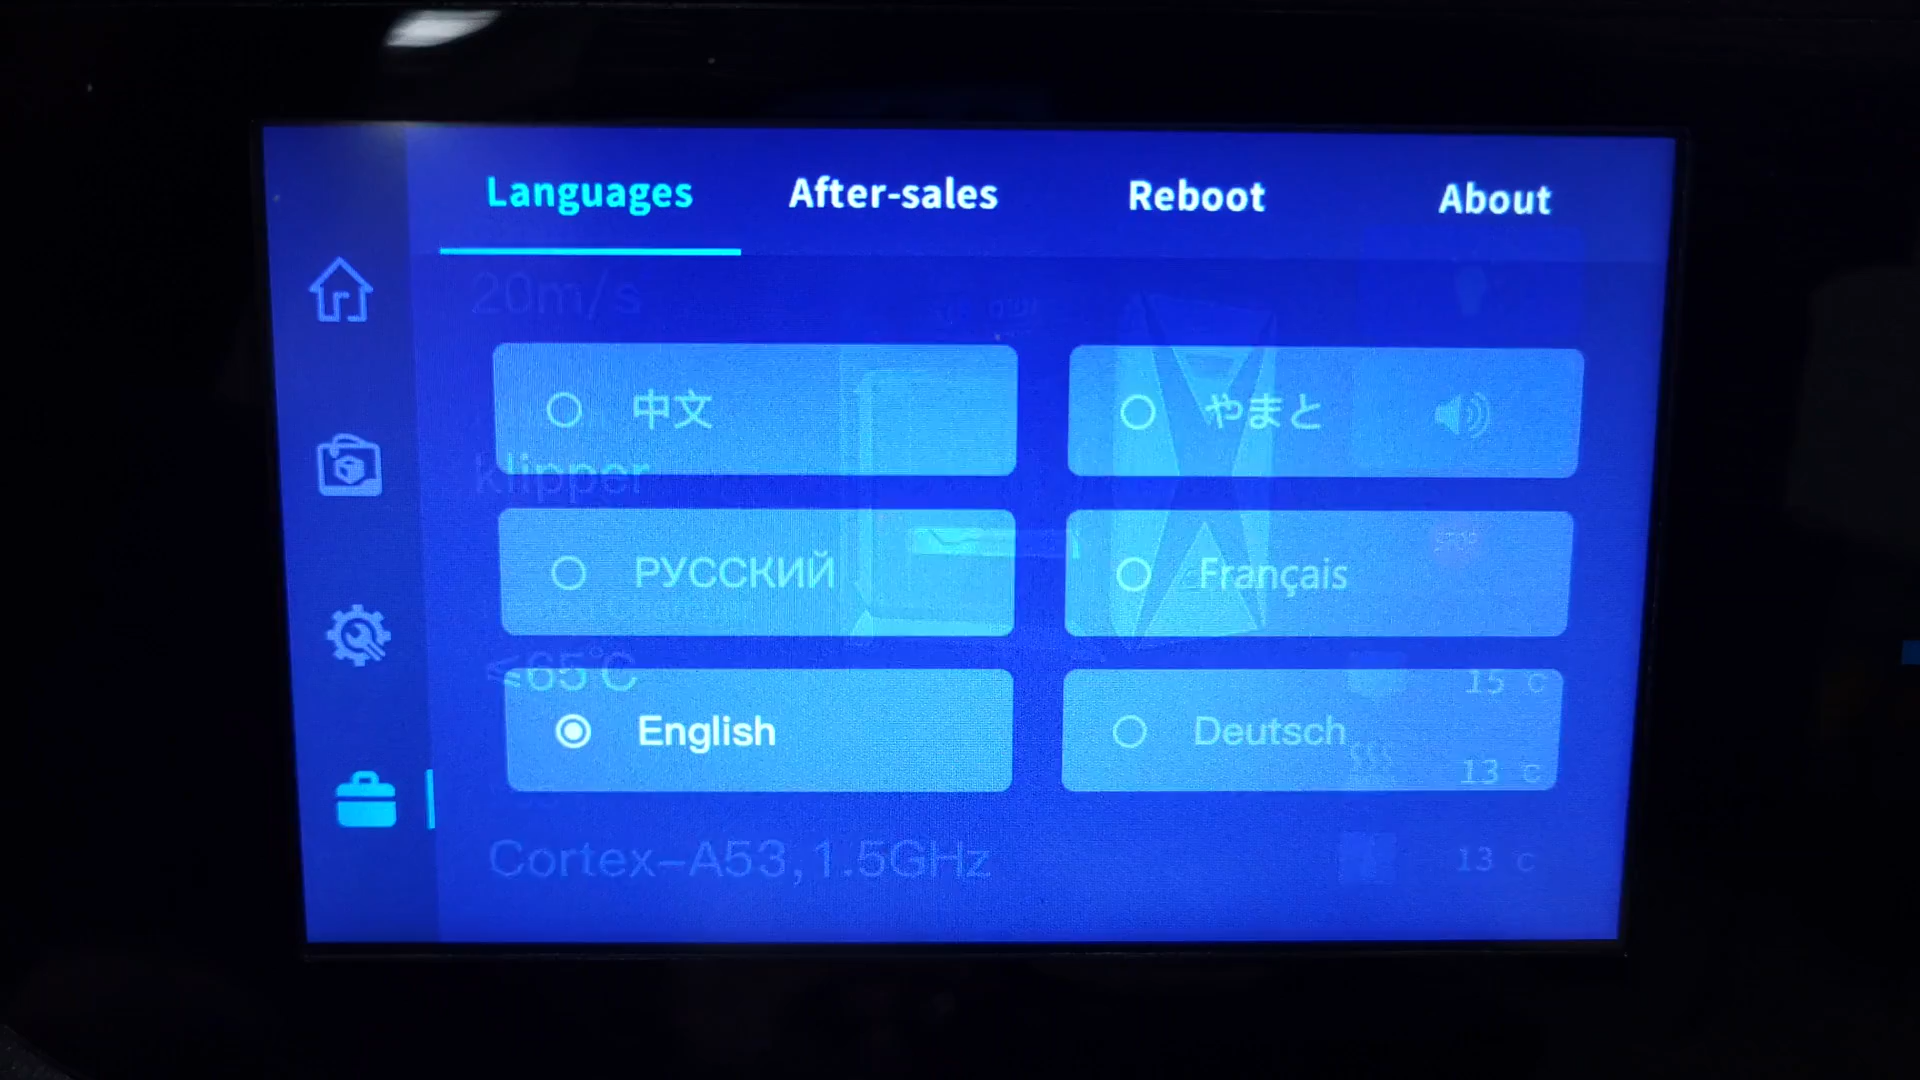 Languages After-sales Reboot About
20m/s
中文 やまと
klipper
РУССКИЙ Français
≤65℃
15 C
English Deutsch
13 C
Cortex-A53,1.5GHz 13 C